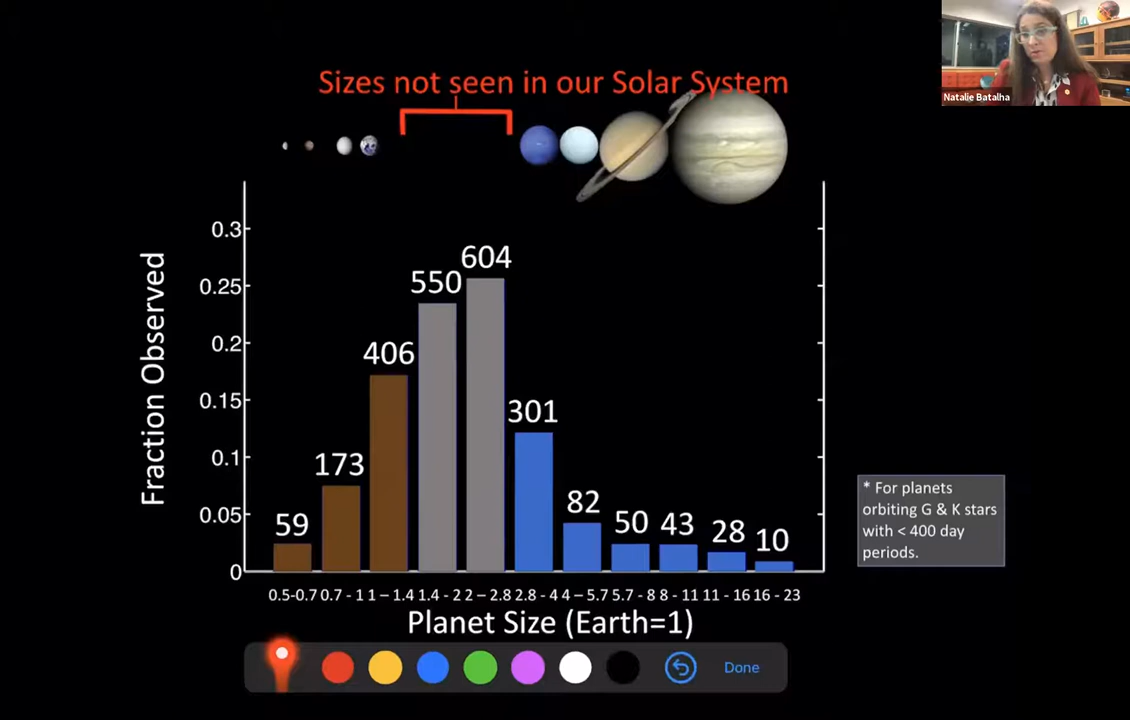 Natalie Batalha
Sizes not seen in our Solar System
Fraction Observed
0.3
0.25
0.2
0.15
0.1
0.05
0
59
173
406
550
604
301
82
50
43
28
10
0.5-0.7 0.7 - 1 1 – 1.4 1.4 - 2 2 – 2.8 2.8 - 4 4 – 5.7 5.7 - 8 8 - 11 11 - 16 16 - 23
Planet Size (Earth=1)
* For planets
orbiting G & K stars
with < 400 day
periods.
Done